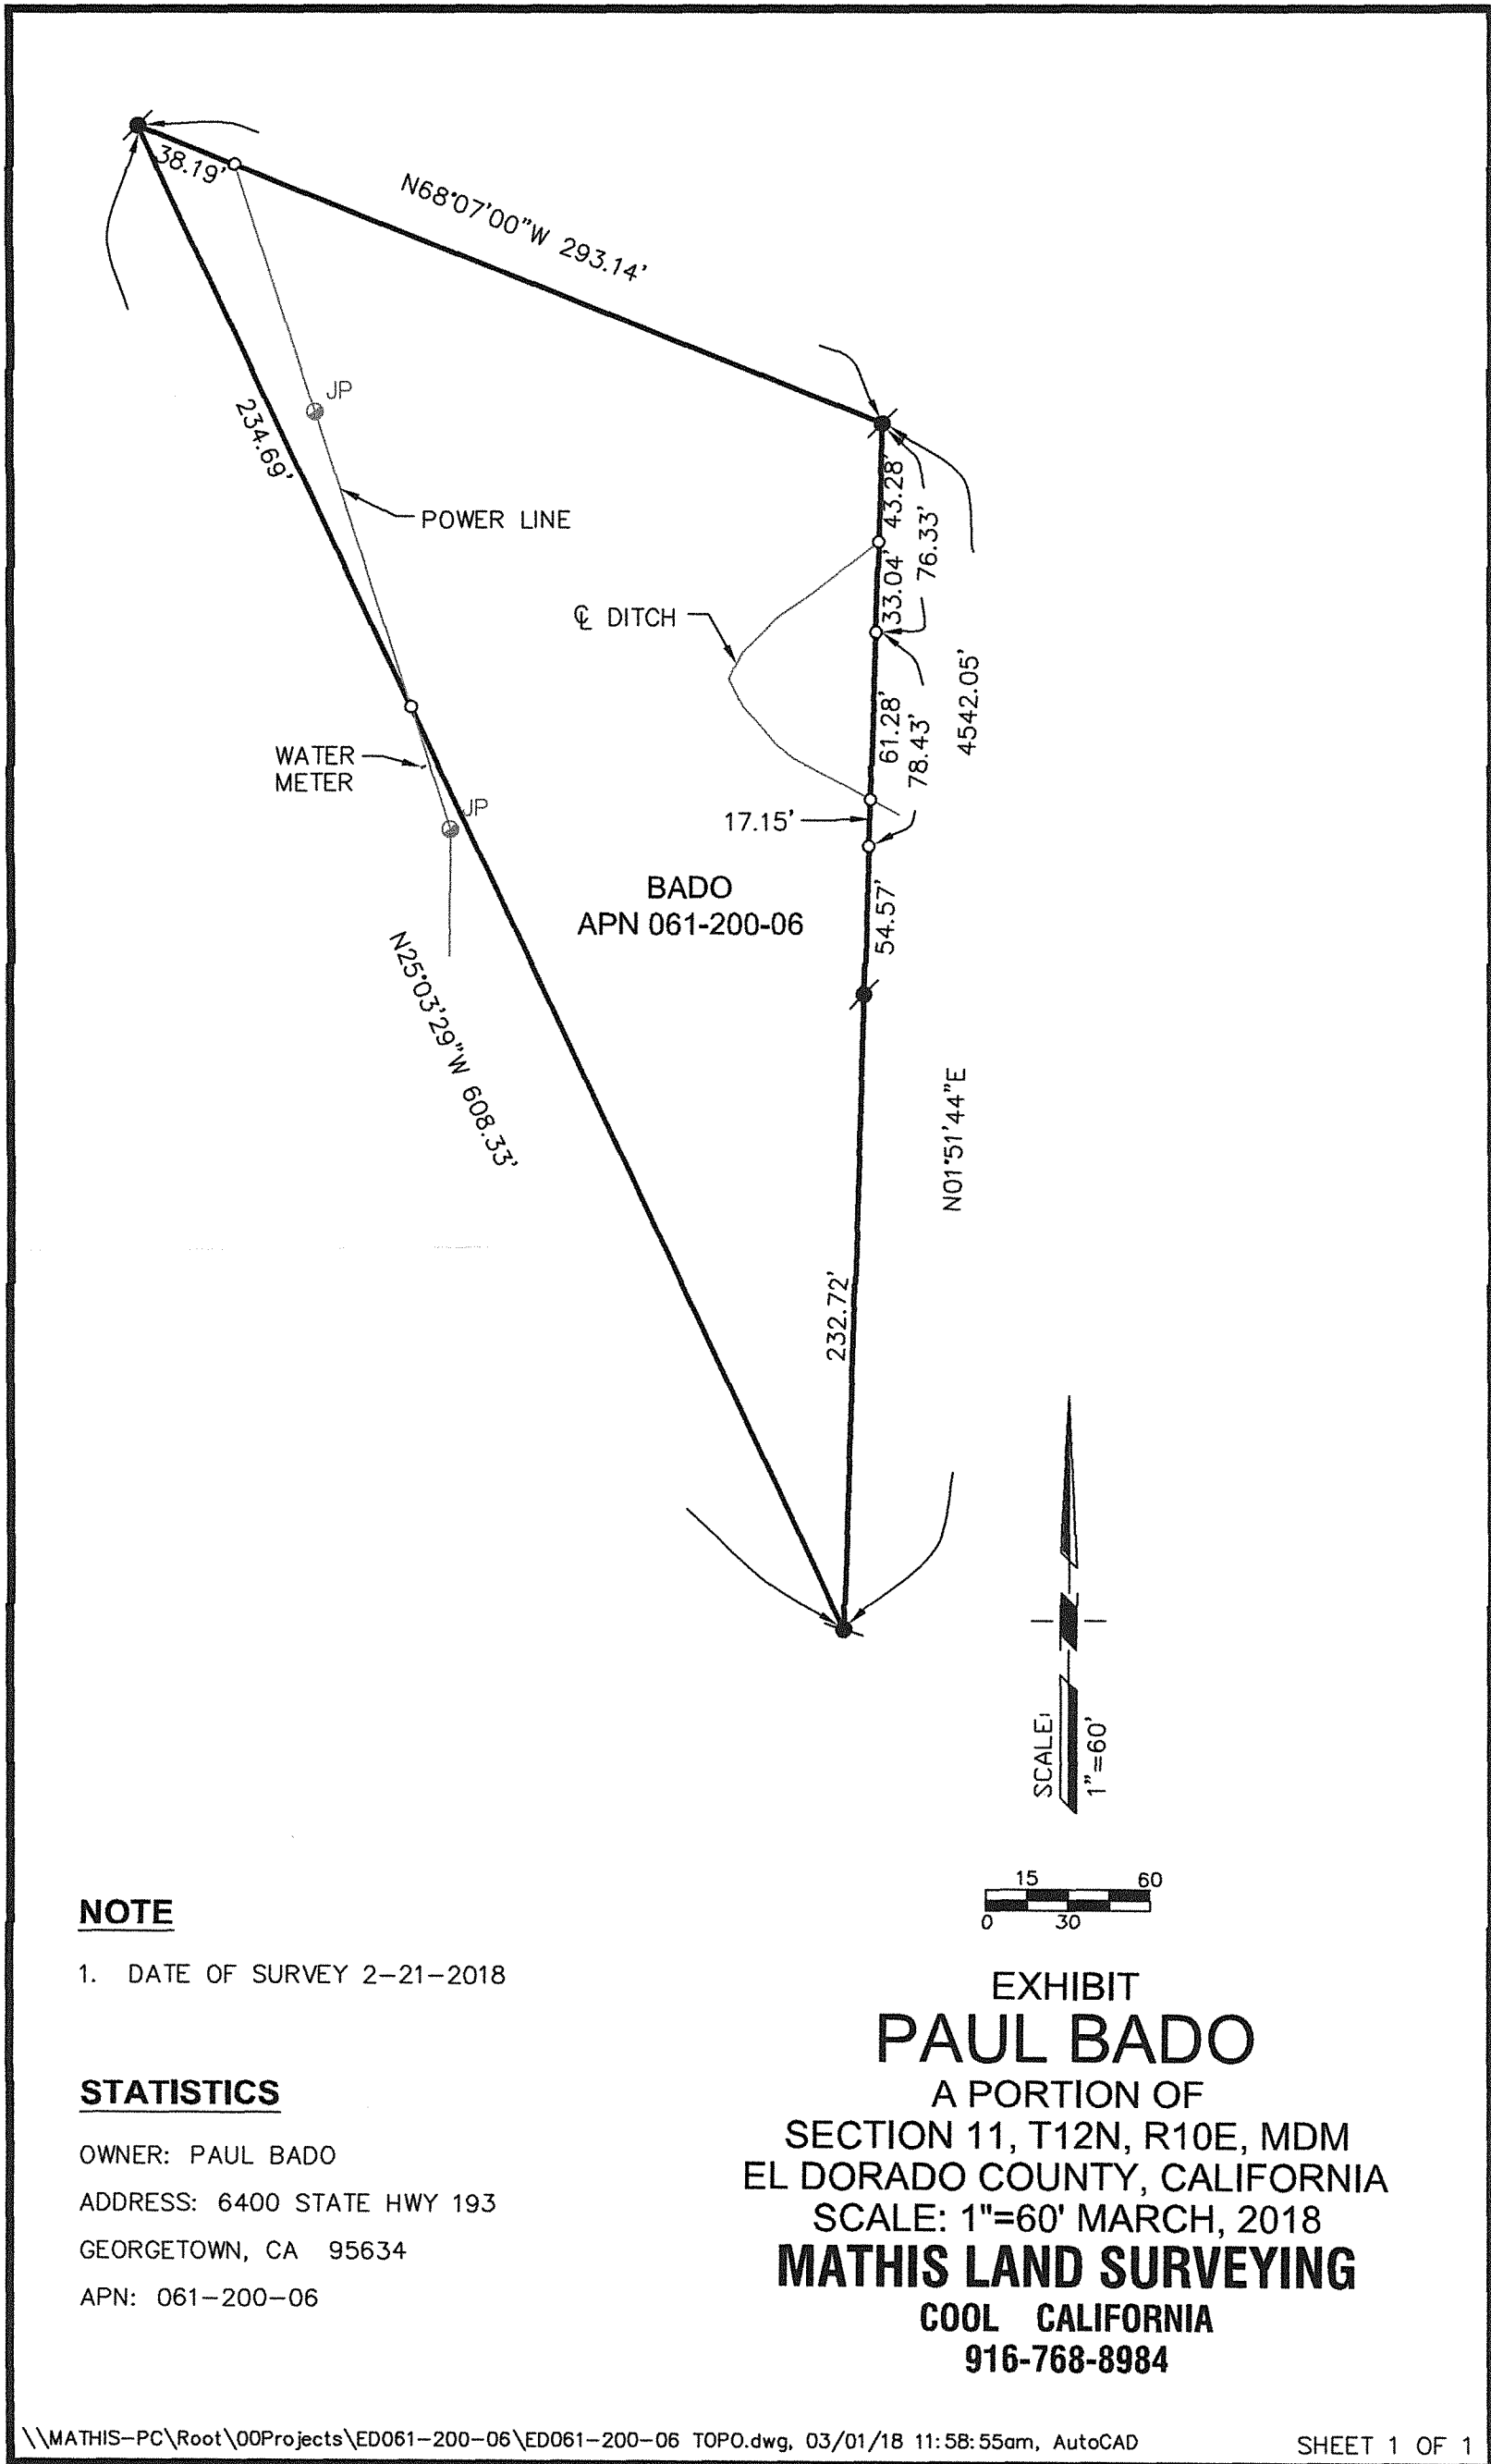 38.19'
N68°07'00"W 293.14'
JP
234.69'
POWER LINE
43.28'
76.33'
33.04'
℄ DITCH
4542.05'
61.28'
78.43'
WATER
METER
JP
17.15'
BADO
APN 061-200-06
54.57'
N25°03'29"W 608.33'
N01°51'44"E
232.72'
SCALE:
1"=60'
15 60
0 30
NOTE
1. DATE OF SURVEY 2-21-2018
STATISTICS
OWNER: PAUL BADO
ADDRESS: 6400 STATE HWY 193
GEORGETOWN, CA 95634
APN: 061-200-06
EXHIBIT
PAUL BADO
A PORTION OF
SECTION 11, T12N, R10E, MDM
EL DORADO COUNTY, CALIFORNIA
SCALE: 1"=60' MARCH, 2018
MATHIS LAND SURVEYING
COOL CALIFORNIA
916-768-8984
\\MATHIS-PC\Root\00Projects\ED061-200-06\ED061-200-06 TOPO.dwg, 03/01/18 11:58:55am, AutoCAD
SHEET 1 OF 1